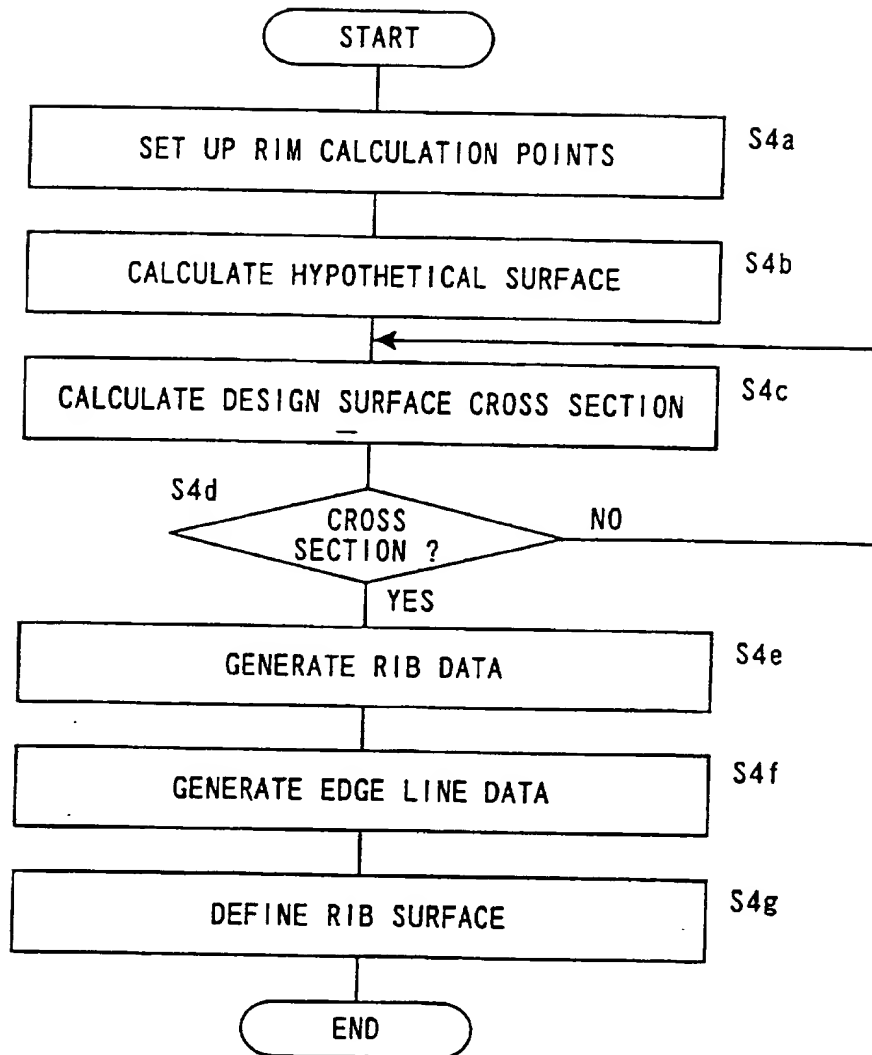 START
SET UP RIM CALCULATION POINTS
S4a
CALCULATE HYPOTHETICAL SURFACE
S4b
CALCULATE DESIGN SURFACE CROSS SECTION
S4c
S4d
CROSS
SECTION ?
NO
YES
GENERATE RIB DATA
S4e
GENERATE EDGE LINE DATA
S4f
DEFINE RIB SURFACE
S4g
END